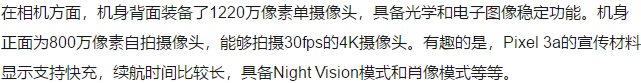 在相机方面，机身背面装备了1220万像素单摄像头，具备光学和电子图像稳定功能。机身
正面为800万像素自拍摄像头，能够拍摄30fps的4K摄像头。有趣的是，Pixel 3a的宣传材料
显示支持快充，续航时间比较长，具备Night Vision模式和肖像模式等等。